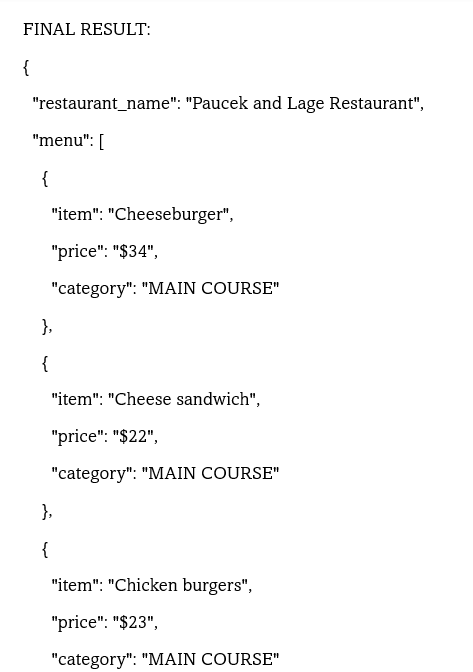 FINAL RESULT:
{
"restaurant_name": "Paucek and Lage Restaurant",
"menu": [
{
"item": "Cheeseburger",
"price": "$34",
"category": "MAIN COURSE"
},
{
"item": "Cheese sandwich",
"price": "$22",
"category": "MAIN COURSE"
},
{
"item": "Chicken burgers",
"price": "$23",
"category": "MAIN COURSE"